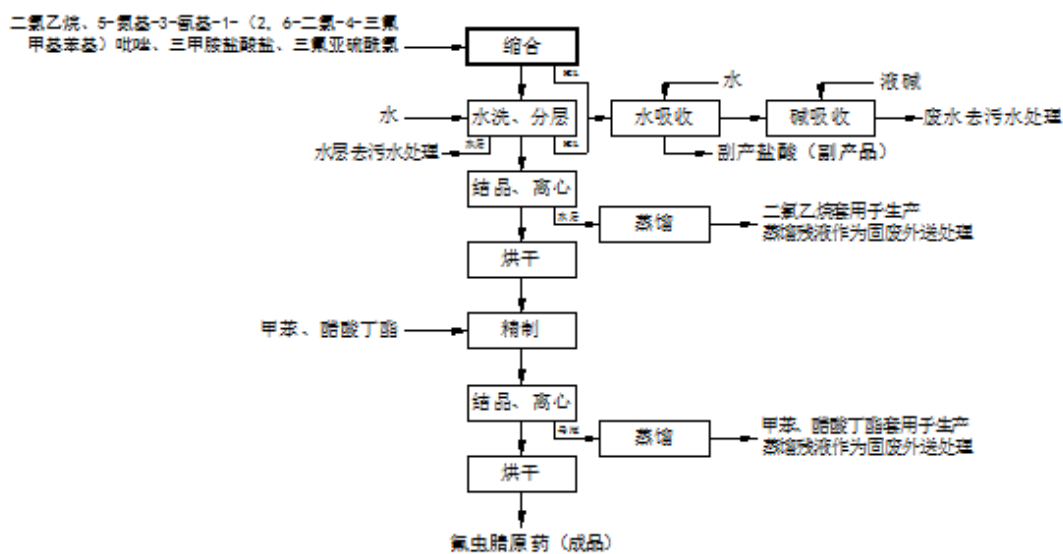 二氯乙烷、5-氨基-3-氰基-1-（2，6-二氯-4-三氟
甲基苯基）吡唑、三甲胺盐酸盐、三氟亚硫酰氯
缩合
HCL
水
液碱
水
水洗、分层
水吸收
碱吸收
废水去污水处理
水层去污水处理
水层
HCL
副产盐酸（副产品）
结晶、离心
蒸馏
二氯乙烷套用于生产
蒸馏残液作为固废外送处理
烘干
甲苯、醋酸丁酯
精制
结晶、离心
母液
蒸馏
甲苯、醋酸丁酯套用于生产
蒸馏残液作为固废外送处理
烘干
氟虫腈原药（成品）